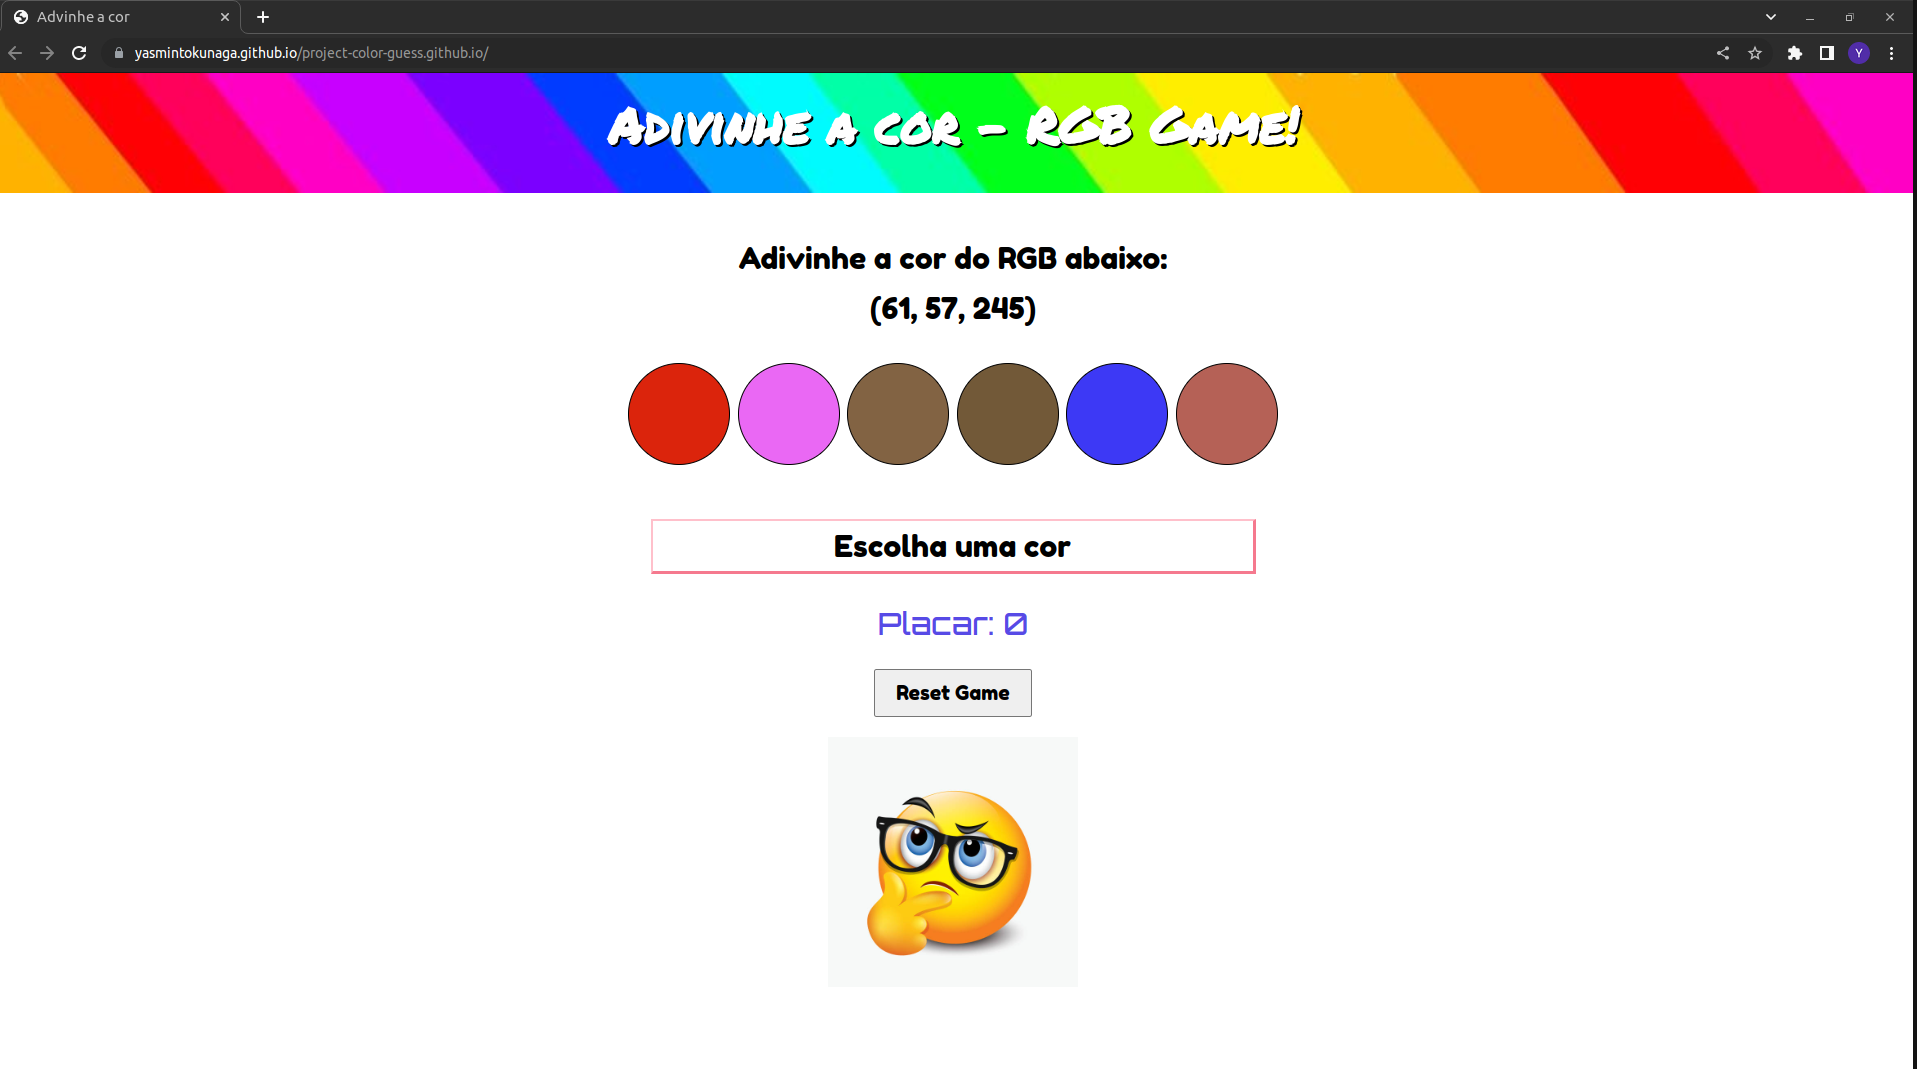 Advinhe a cor
yasmintokunaga.github.io/project-color-guess.github.io/
Y
Adivinhe a cor - RGB Game!
Adivinhe a cor do RGB abaixo:
(61, 57, 245)
Escolha uma cor
Placar: 0
Reset Game